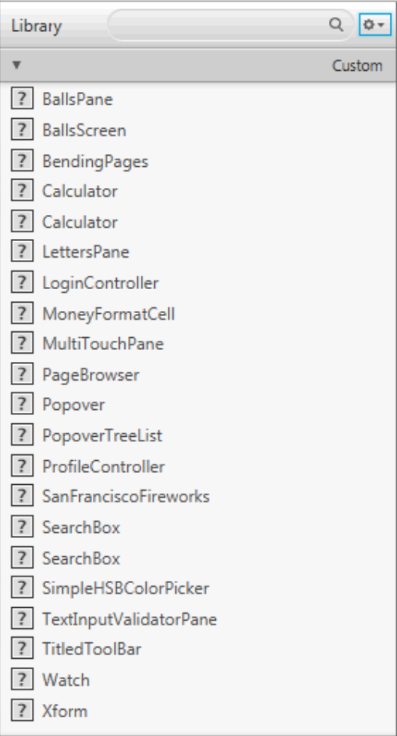 Library
Custom
? BallsPane
? BallsScreen
? BendingPages
? Calculator
? Calculator
? LettersPane
? LoginController
? MoneyFormatCell
? MultiTouchPane
? PageBrowser
? Popover
? PopoverTreeList
? ProfileController
? SanFranciscoFireworks
? SearchBox
? SearchBox
? SimpleHSBColorPicker
? TextInputValidatorPane
? TitledToolBar
? Watch
? Xform